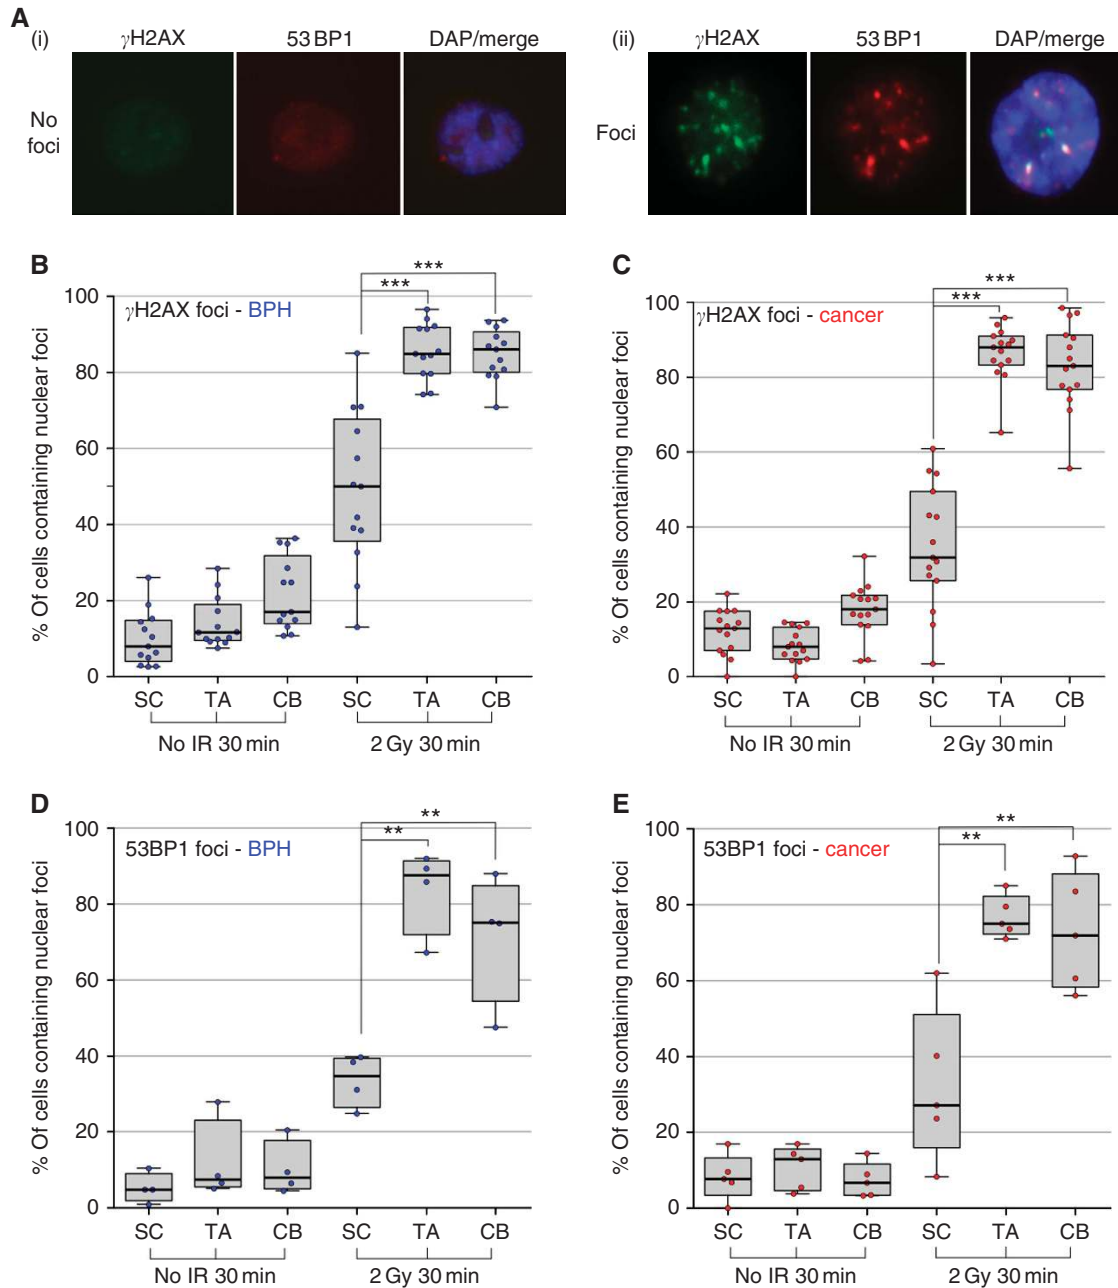 A
(i)
γH2AX
53 BP1
DAP/merge
No
foci
(ii)
γH2AX
53 BP1
DAP/merge
Foci
B
% Of cells containing nuclear foci
100
80
60
40
20
0
γH2AX foci - BPH
***
***
SC TA CB SC TA CB
No IR 30 min 2 Gy 30 min
C
% Of cells containing nuclear foci
100
80
60
40
20
0
γH2AX foci - cancer
***
***
SC TA CB SC TA CB
No IR 30 min 2 Gy 30 min
D
% Of cells containing nuclear foci
100
80
60
40
20
0
53BP1 foci - BPH
**
**
SC TA CB SC TA CB
No IR 30 min 2 Gy 30 min
E
% Of cells containing nuclear foci
100
80
60
40
20
0
53BP1 foci - cancer
**
**
SC TA CB SC TA CB
No IR 30 min 2 Gy 30 min